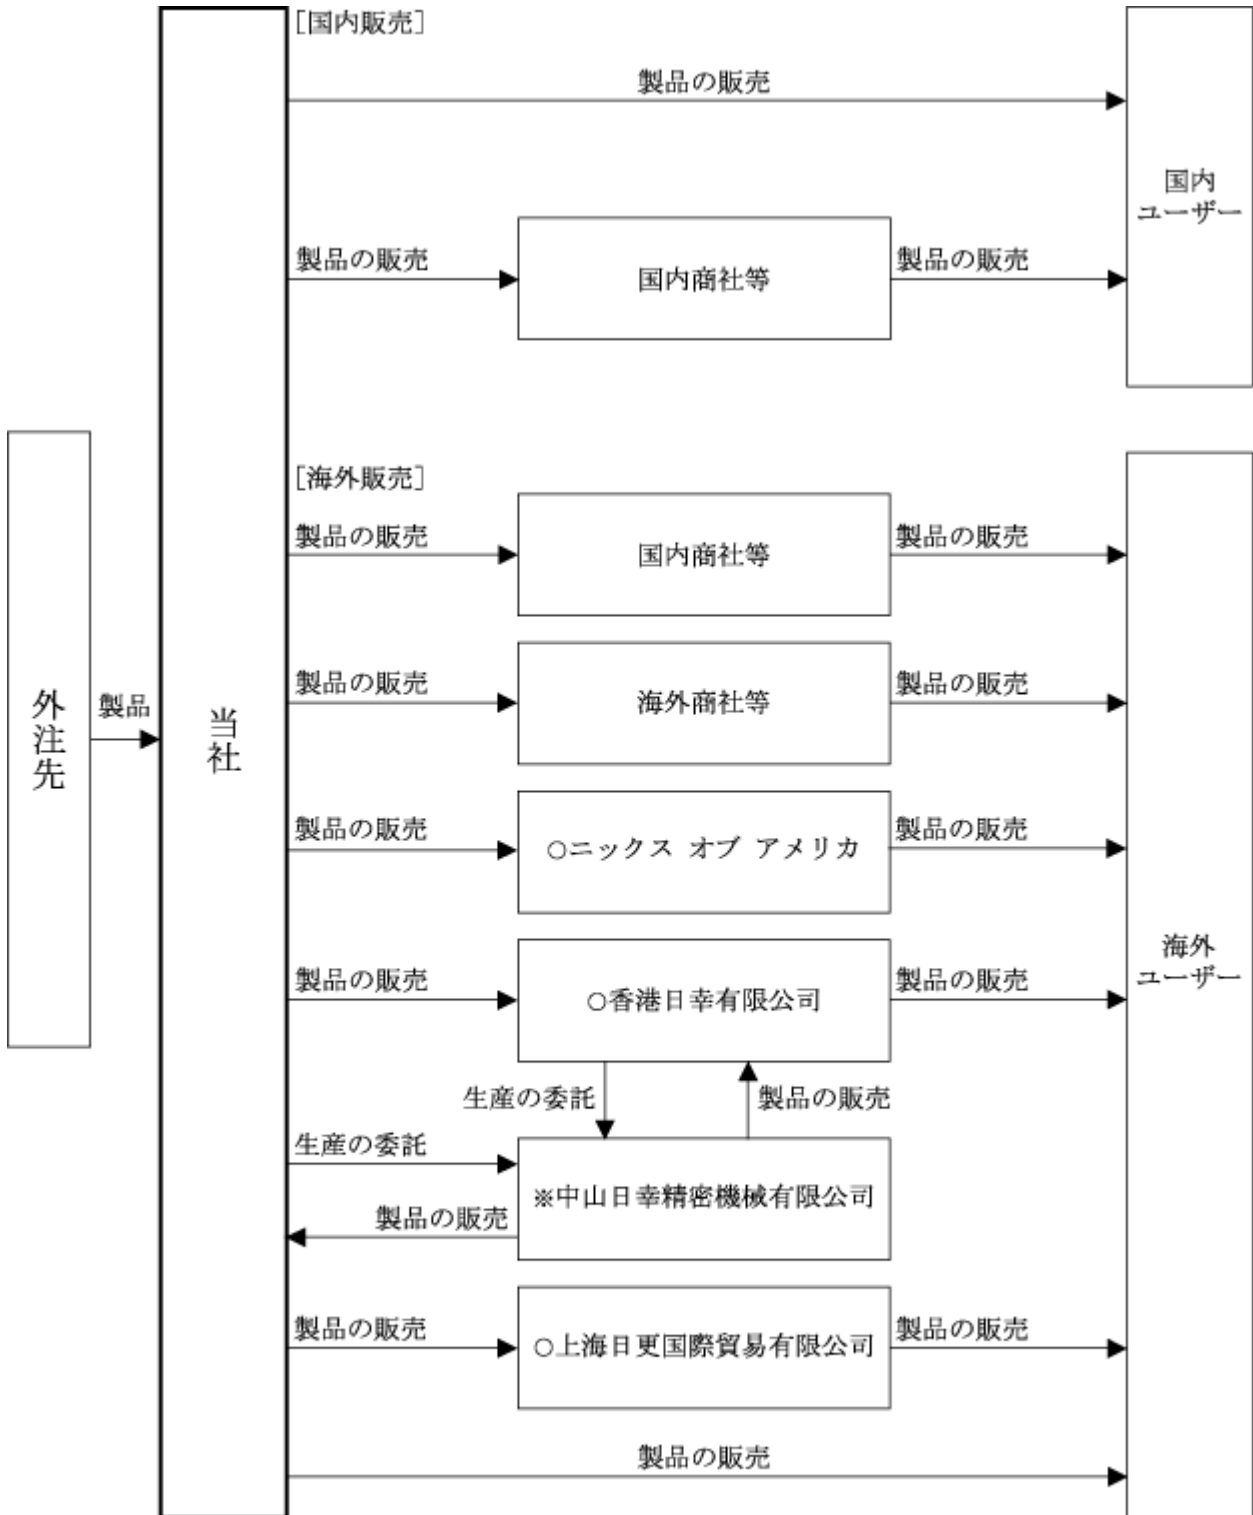 [国内販売]
製品の販売
国内
ユーザー
製品の販売
国内商社等
製品の販売
[海外販売]
製品の販売
国内商社等
製品の販売
外注先
製品
当社
製品の販売
海外商社等
製品の販売
製品の販売
○ニックス オブ アメリカ
製品の販売
海外
ユーザー
製品の販売
○香港日幸有限公司
製品の販売
生産の委託
製品の販売
生産の委託
※中山日幸精密機械有限公司
製品の販売
製品の販売
○上海日更国際貿易有限公司
製品の販売
製品の販売